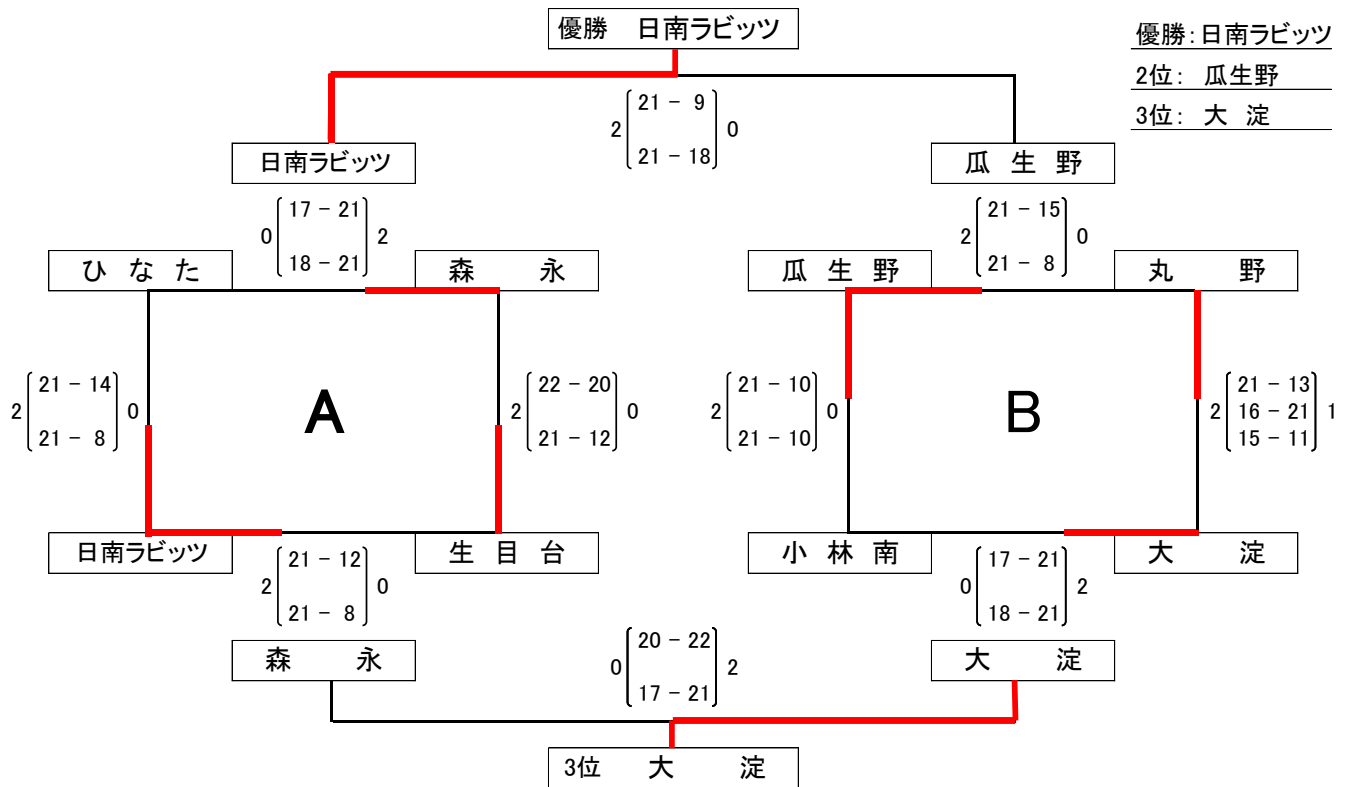 優勝 日南ラビッツ
優勝：日南ラビッツ
2位： 瓜生野
3位： 大 淀
2 21 - 9 0
21 - 18
日南ラビッツ
瓜 生 野
0 17 - 21 2
18 - 21
2 21 - 15 0
21 - 8
ひ な た
森 永
瓜 生 野
丸 野
2 21 - 14 0
21 - 8
A
2 22 - 20 0
21 - 12
2 21 - 10 0
21 - 10
B
2 21 - 13 1
16 - 21
15 - 11
日南ラビッツ
生 目 台
小 林 南
大 淀
2 21 - 12 0
21 - 8
0 17 - 21 2
18 - 21
森 永
大 淀
0 20 - 22 2
17 - 21
3位 大 淀